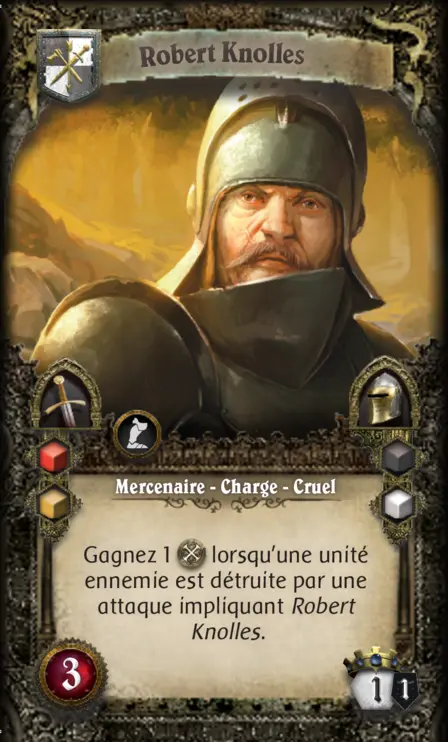 Robert Knolles
Mercenaire - Charge - Cruel
Gagnez 1 lorsqu'une unité
ennemie est détruite par une
attaque impliquant Robert
Knolles.
3
1 1